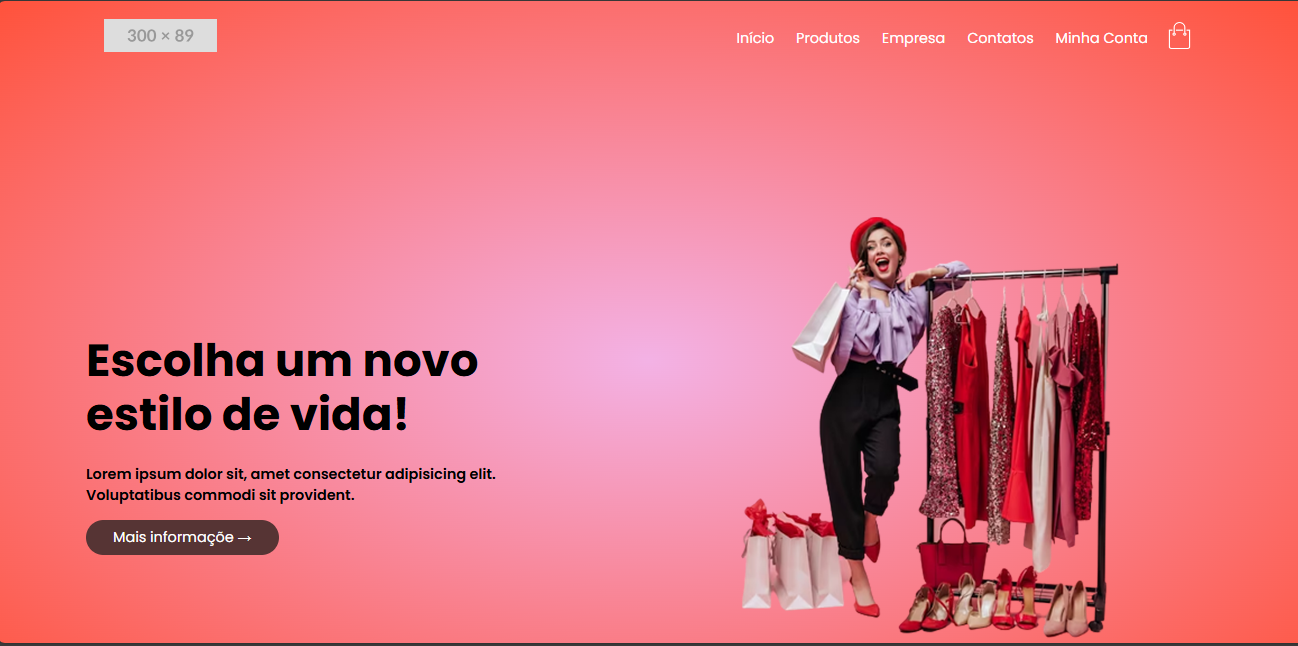 300 × 89
Início Produtos Empresa Contatos Minha Conta
Escolha um novo
estilo de vida!
Lorem ipsum dolor sit, amet consectetur adipisicing elit.
Voluptatibus commodi sit provident.
Mais informaçõe →